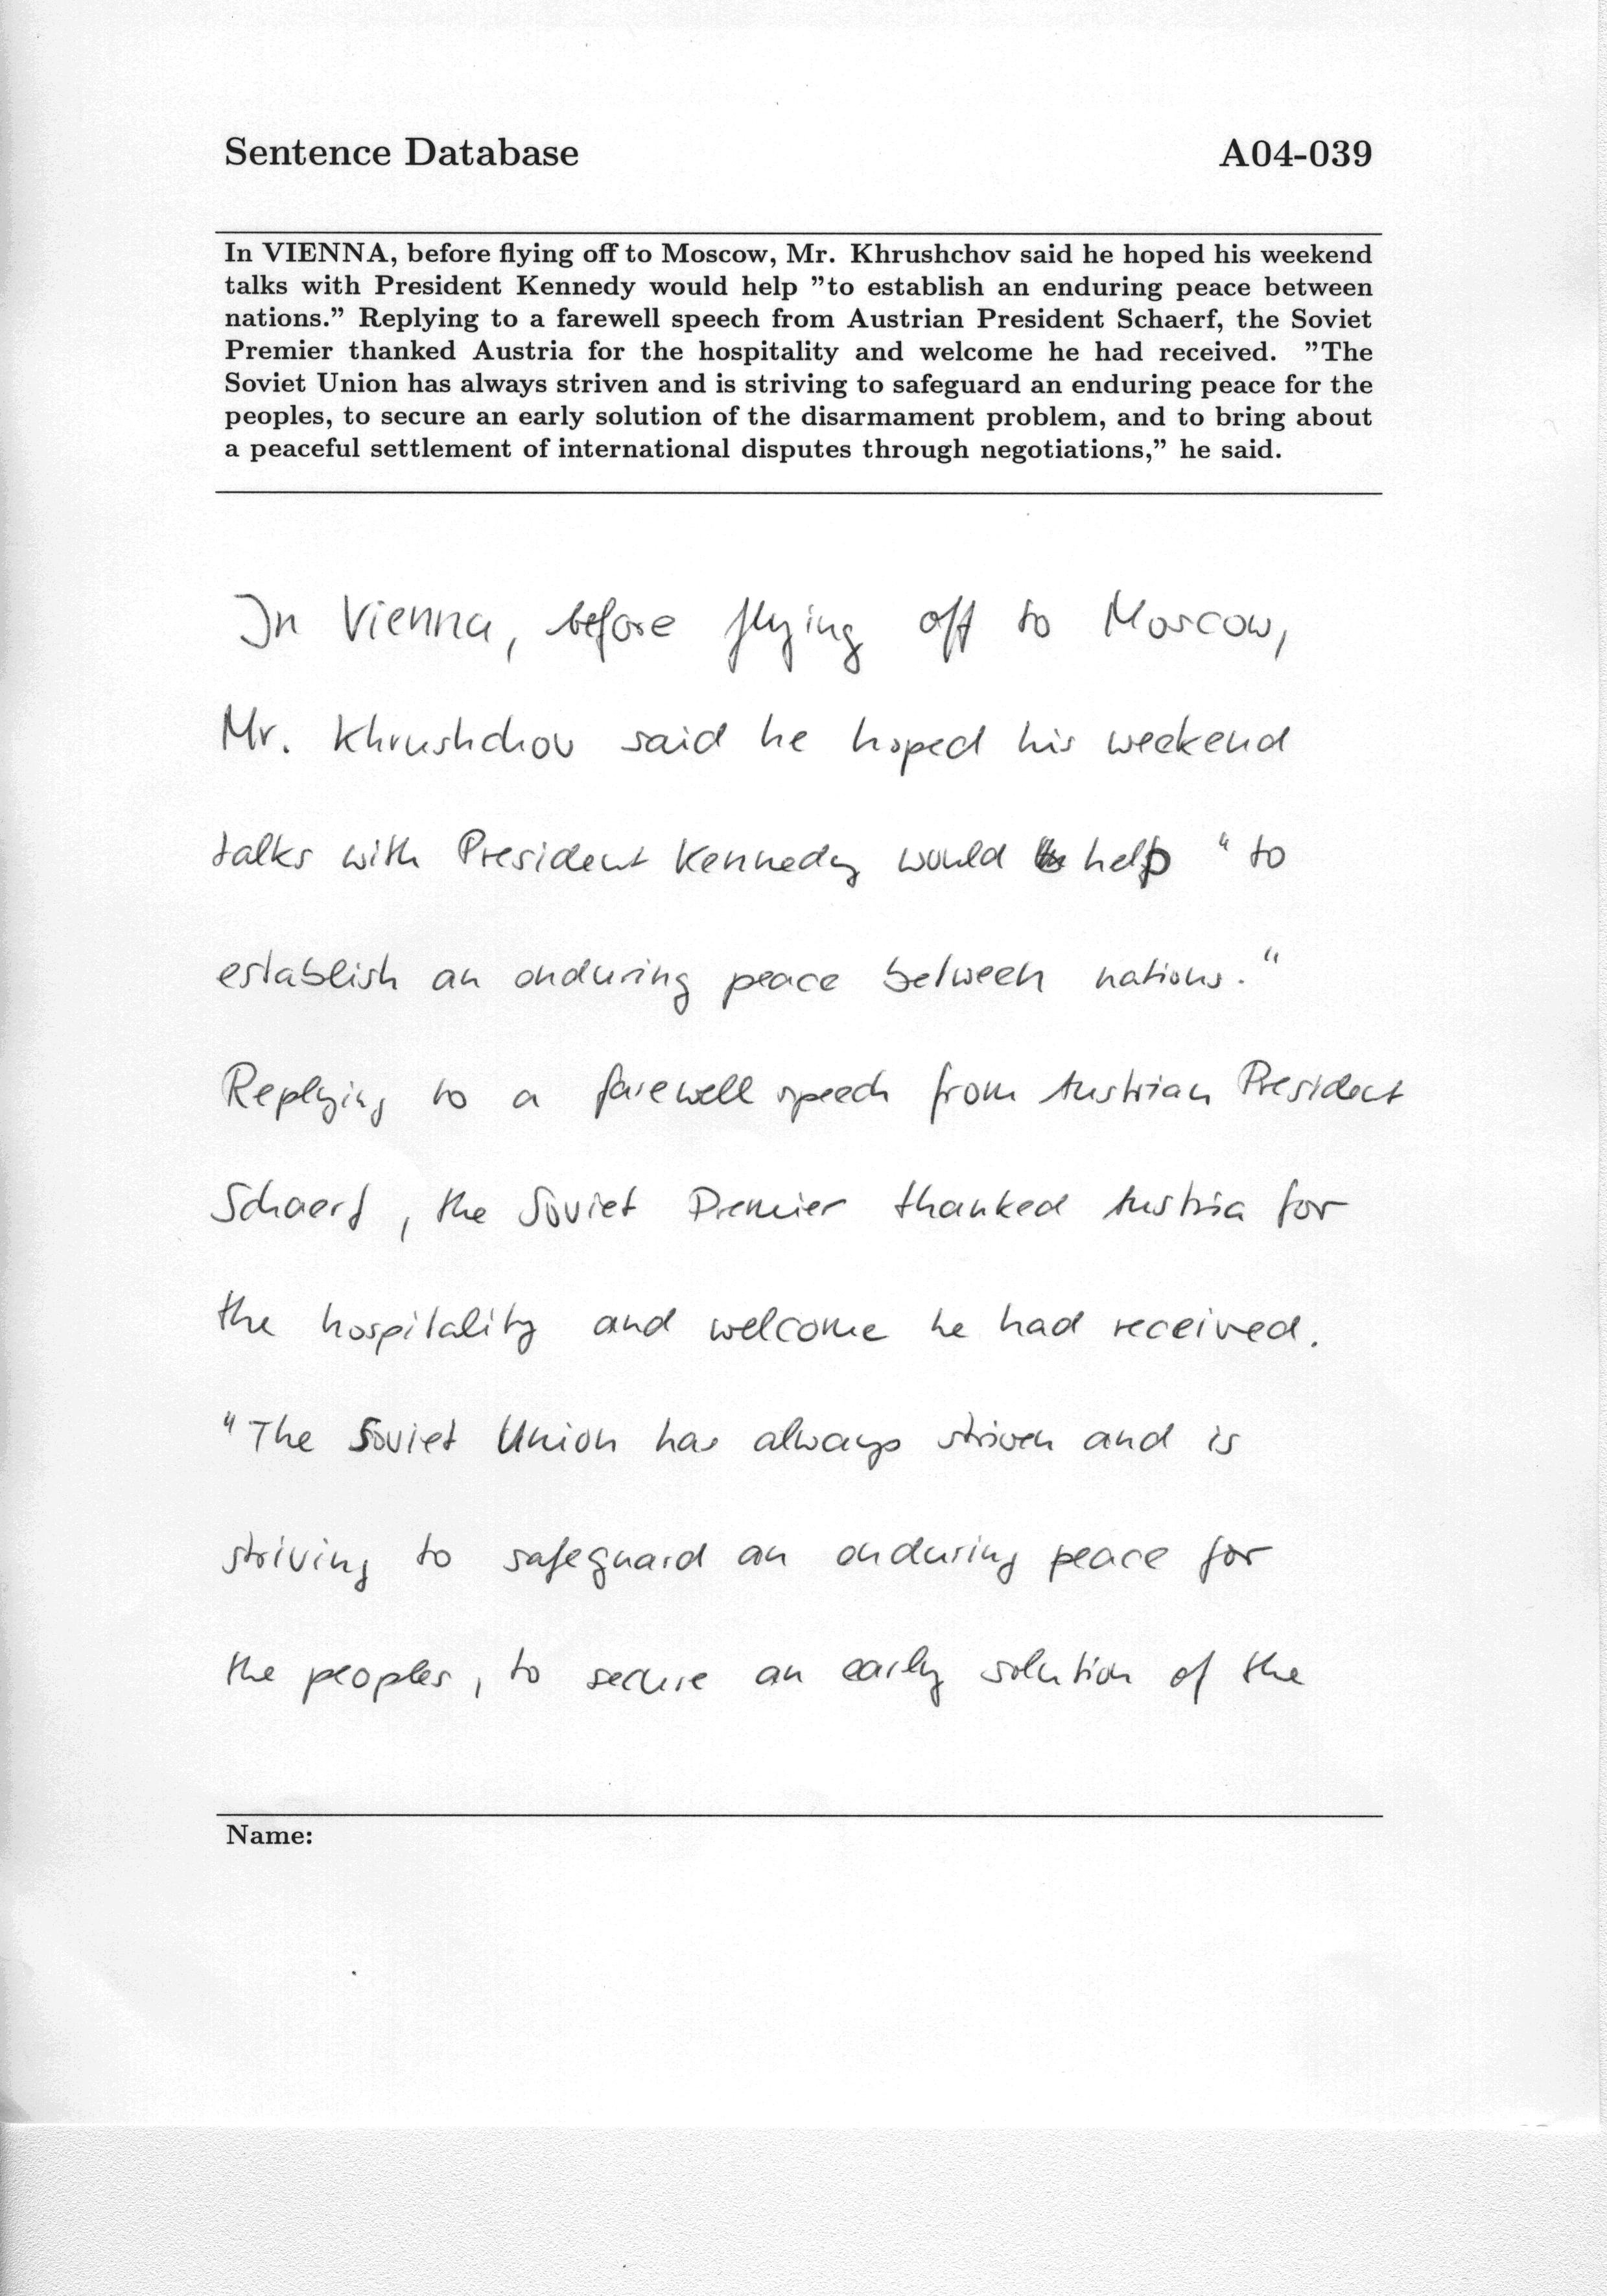 Sentence Database A04-039
In VIENNA, before flying off to Moscow, Mr. Khrushchov said he hoped his weekend
talks with President Kennedy would help ”to establish an enduring peace between
nations.” Replying to a farewell speech from Austrian President Schaerf, the Soviet
Premier thanked Austria for the hospitality and welcome he had received. ”The
Soviet Union has always striven and is striving to safeguard an enduring peace for the
peoples, to secure an early solution of the disarmament problem, and to bring about
a peaceful settlement of international disputes through negotiations,” he said.
In Vienna, before flying off to Moscow,
Mr. Khrushchov said he hoped his weekend
talks with President Kennedy would help “to
establish an enduring peace between nations.“
Replying to a farewell speech from Austrian President
Schaerf, the Soviet Premier thanked Austria for
the hospitality and welcome he had received.
“The Soviet Union has always striven and is
striving to safeguard an enduring peace for
the peoples, to secure an early solution of the
Name: